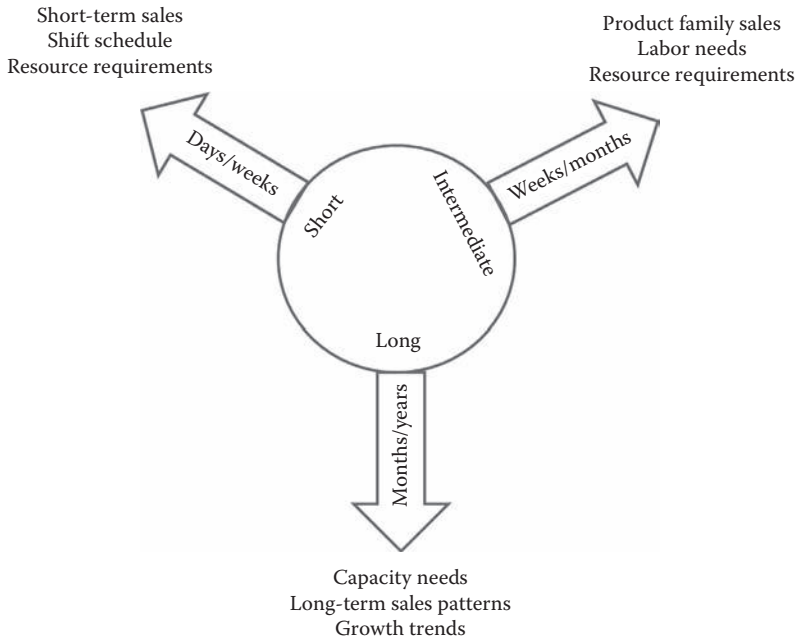 Short-term sales
Shift schedule
Resource requirements
Product family sales
Labor needs
Resource requirements
Days/weeks
Weeks/months
Short
Intermediate
Long
Months/years
Capacity needs
Long-term sales patterns
Growth trends